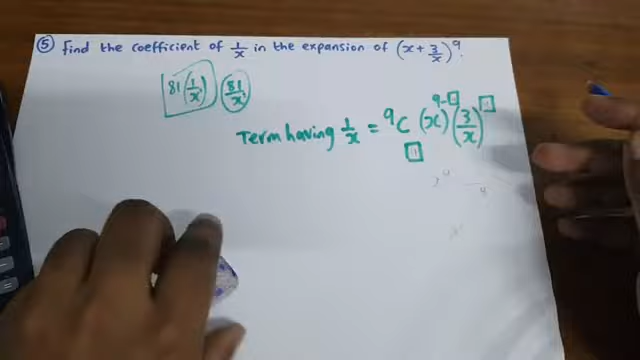 ⑤ Find the coefficient of 1/x in the expansion of (x + 3/x)⁹.
81(1/x) 81/x
Term having 1/x = ⁹C□ (x)⁹⁻□ (3/x)□